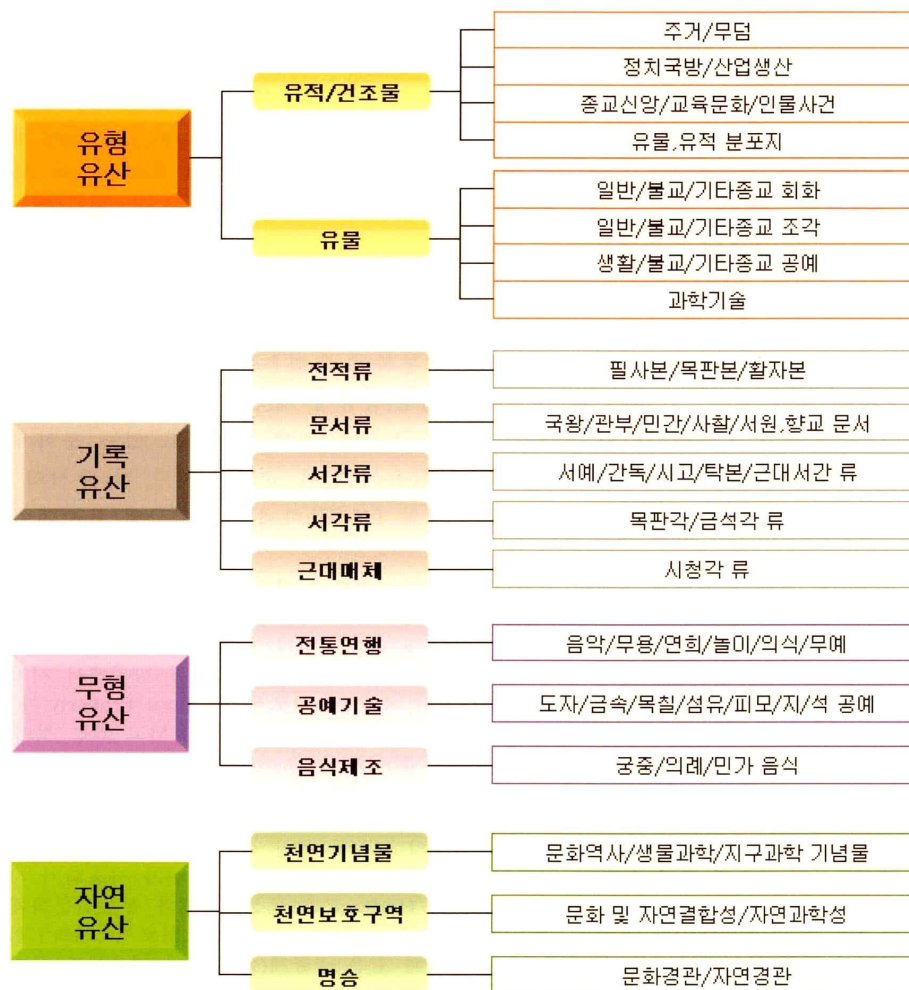 유형
유산
유적/건조물
주거/무덤
정치국방/산업생산
종교신앙/교육문화/인물사건
유물,유적 분포지
유물
일반/불교/기타종교 회화
일반/불교/기타종교 조각
생활/불교/기타종교 공예
과학기술
기록
유산
전적류
필사본/목판본/활자본
문서류
국왕/관부/민간/사찰/서원,향교 문서
서간류
서예/간독/시고/탁본/근대서간 류
서각류
목판각/금석각 류
근대매체
시청각 류
무형
유산
전통연행
음악/무용/연희/놀이/의식/무예
공예기술
도자/금속/목칠/섬유/피모/지/석 공예
음식제조
궁중/의례/민가 음식
자연
유산
천연기념물
문화역사/생물과학/지구과학 기념물
천연보호구역
문화 및 자연결합성/자연과학성
명승
문화경관/자연경관